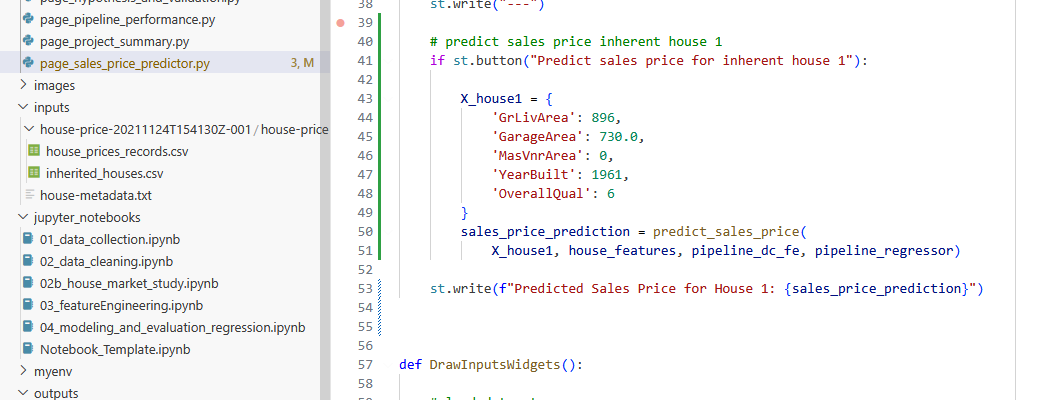 page_hypothesis_and_validation.py
page_pipeline_performance.py
page_project_summary.py
page_sales_price_predictor.py 3, M
images
inputs
house-price-20211124T154130Z-001 / house-price
house_prices_records.csv
inherited_houses.csv
house-metadata.txt
jupyter_notebooks
01_data_collection.ipynb
02_data_cleaning.ipynb
02b_house_market_study.ipynb
03_featureEngineering.ipynb
04_modeling_and_evaluation_regression.ipynb
Notebook_Template.ipynb
myenv
outputs
38 st.write("---")
39
40 # predict sales price inherent house 1
41 if st.button("Predict sales price for inherent house 1"):
42
43 X_house1 = {
44 'GrLivArea': 896,
45 'GarageArea': 730.0,
46 'MasVnrArea': 0,
47 'YearBuilt': 1961,
48 'OverallQual': 6
49 }
50 sales_price_prediction = predict_sales_price(
51 X_house1, house_features, pipeline_dc_fe, pipeline_regressor)
52
53 st.write(f"Predicted Sales Price for House 1: {sales_price_prediction}")
54
55
56
57 def DrawInputsWidgets():
58